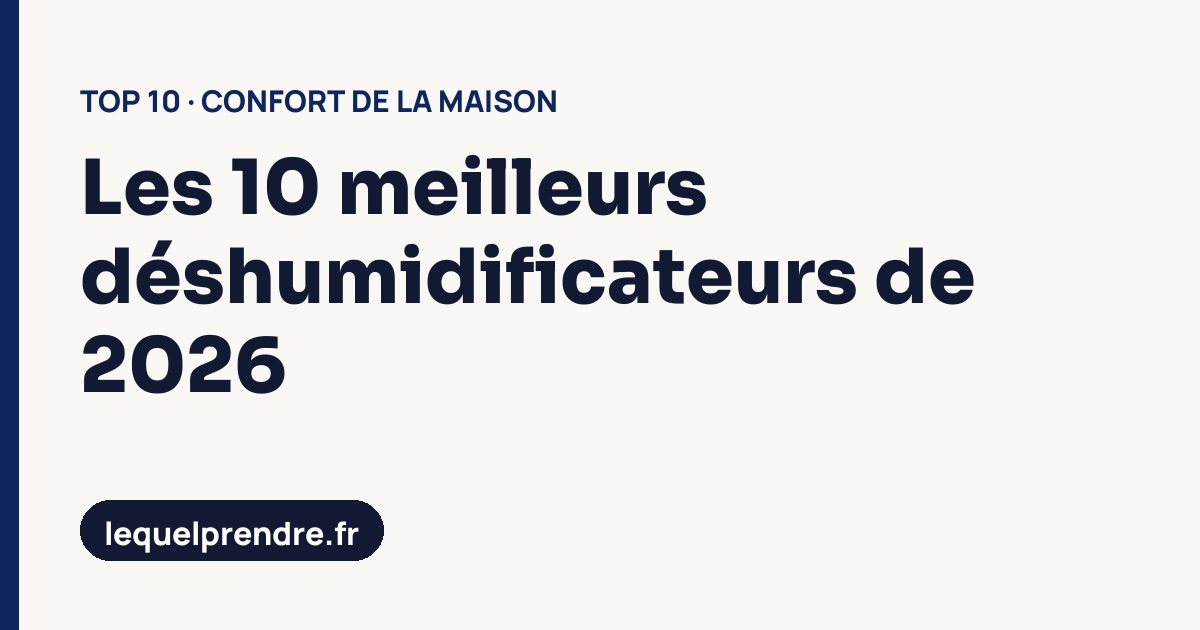 TOP 10 · CONFORT DE LA MAISON
Les 10 meilleurs
déshumidificateurs de
2026
lequelprendre.fr